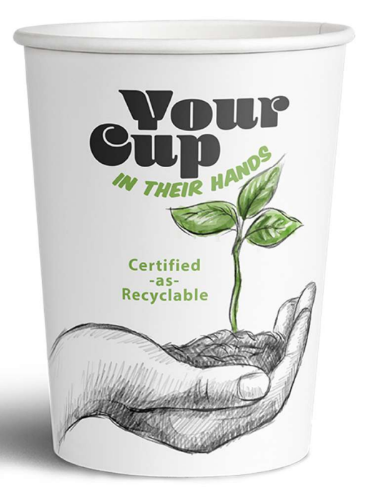 Your
Cup
IN THEIR HANDS
Certified
-as-
Recyclable